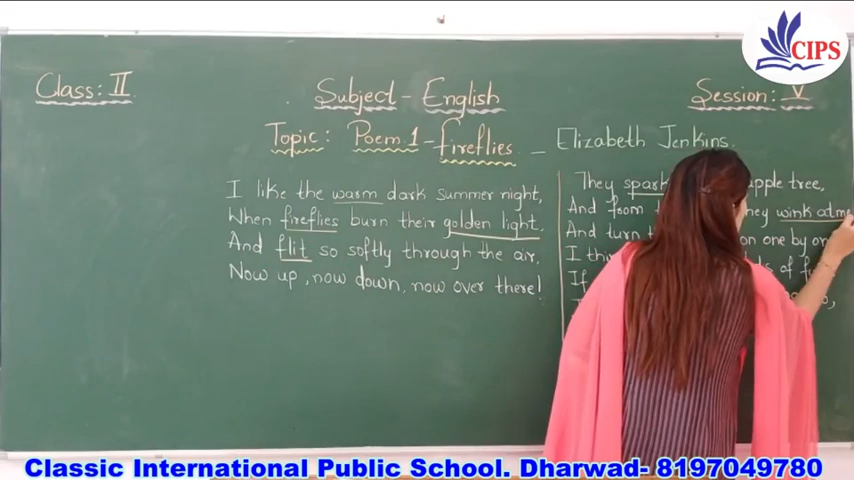 CIPS
Class: II
Subject - English
Session: V
Topic: Poem 1 - fireflies - Elizabeth Jenkins.
I like the warm dark summer night,
When fireflies burn their golden light.
And flit so softly through the air,
Now up, now down, now over there!
They spark apple tree,
And from they wink at me
And turn on one by on
I thi ds of fu
If
Classic International Public School. Dharwad- 8197049780